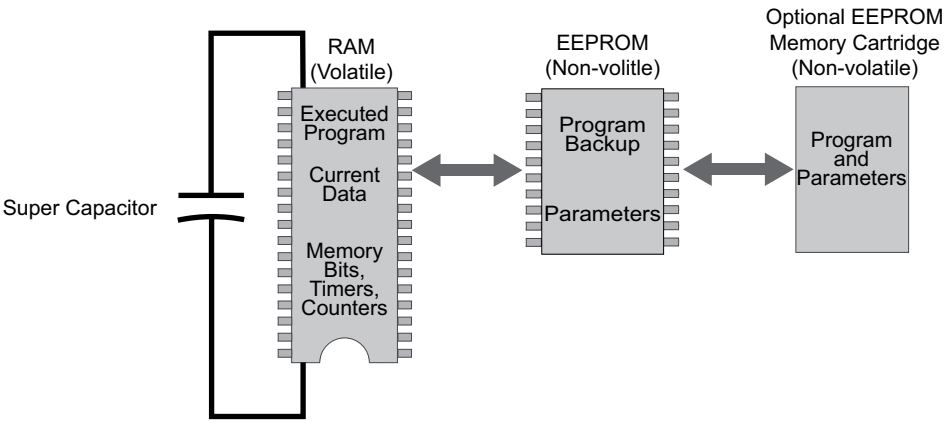 Optional EEPROM
Memory Cartridge
(Non-volatile)
RAM
(Volatile)
EEPROM
(Non-volitle)
Executed
Program
Current
Data
Memory
Bits,
Timers,
Counters
Program
Backup
Parameters
Program
and
Parameters
Super Capacitor